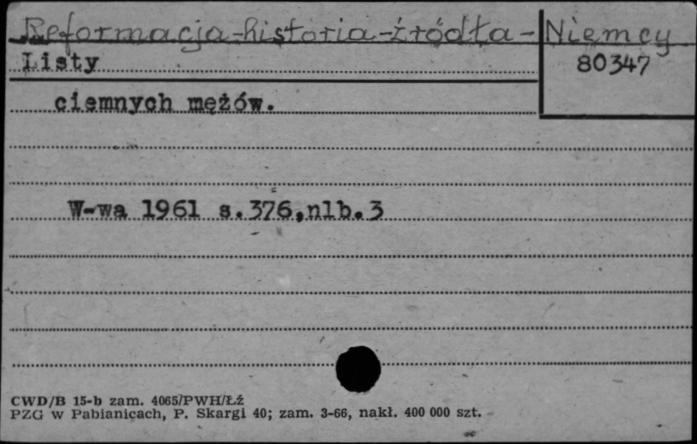 Reformacja-historia-źródła-Niemcy
Listy
80347
ciemnych mężów.
W-wa 1961 s.376,nlb.3
CWD/B 15-b zam. 4065/PWH/Łź
PZG w Pabianicach, P. Skargi 40; zam. 3-66, nakł. 400 000 szt.